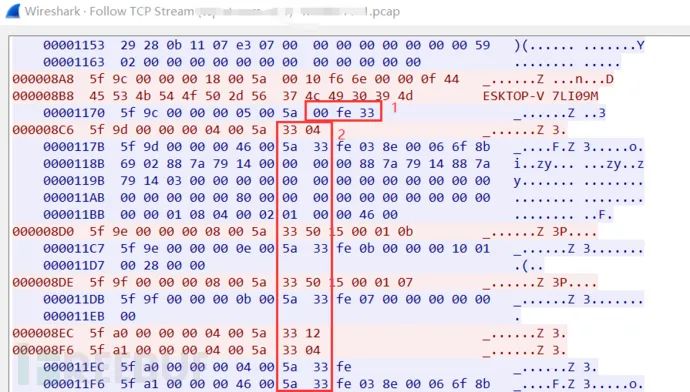 Wireshark · Follow TCP Stream .pcap
00001153 29 28 0b 11 07 e3 07 00 00 00 00 00 00 00 00 59 )(...... .......Y
00001163 02 00 00 00 00 00 00 00 00 00 00 00 00 ........ .....
000008A8 5f 9c 00 00 00 18 00 5a 00 10 f6 6e 00 00 0f 44 _......Z ...n...D
000008B8 45 53 4b 54 4f 50 2d 56 37 4c 49 30 39 4d ESKTOP-V 7LI09M
00001170 5f 9c 00 00 00 05 00 5a 00 fe 33 _......Z ..3
1
000008C6 5f 9d 00 00 00 04 00 5a 33 04 _......Z 3.
2
0000117B 5f 9d 00 00 00 46 00 5a 33 fe 03 8e 00 06 6f 8b _....F.Z 3.....o.
0000118B 69 02 88 7a 79 14 00 00 00 00 88 7a 79 14 88 7a i..zy... ...zy..z
0000119B 79 14 03 00 00 00 00 00 00 00 00 00 00 00 00 00 y....... ........
000011AB 00 00 00 00 00 80 00 00 00 00 00 00 00 00 00 00 ........ ........
000011BB 00 00 01 08 04 00 02 01 00 00 46 00 ........ ..F.
000008D0 5f 9e 00 00 00 08 00 5a 33 50 15 00 01 0b _......Z 3P....
000011C7 5f 9e 00 00 00 0e 00 5a 33 fe 0b 00 00 00 10 01 _......Z 3.......
000011D7 00 28 00 00 .(..
000008DE 5f 9f 00 00 00 08 00 5a 33 50 15 00 01 07 _......Z 3P....
000011DB 5f 9f 00 00 00 0b 00 5a 33 fe 07 00 00 00 00 00 _......Z 3.......
000011EB 00 .
000008EC 5f a0 00 00 00 04 00 5a 33 12 _......Z 3.
000008F6 5f a1 00 00 00 04 00 5a 33 04 _......Z 3.
000011EC 5f a0 00 00 00 04 00 5a 33 fe _......Z 3.
000011F6 5f a1 00 00 00 46 00 5a 33 fe 03 8e 00 06 6f 8b _....F.Z 3.....o.